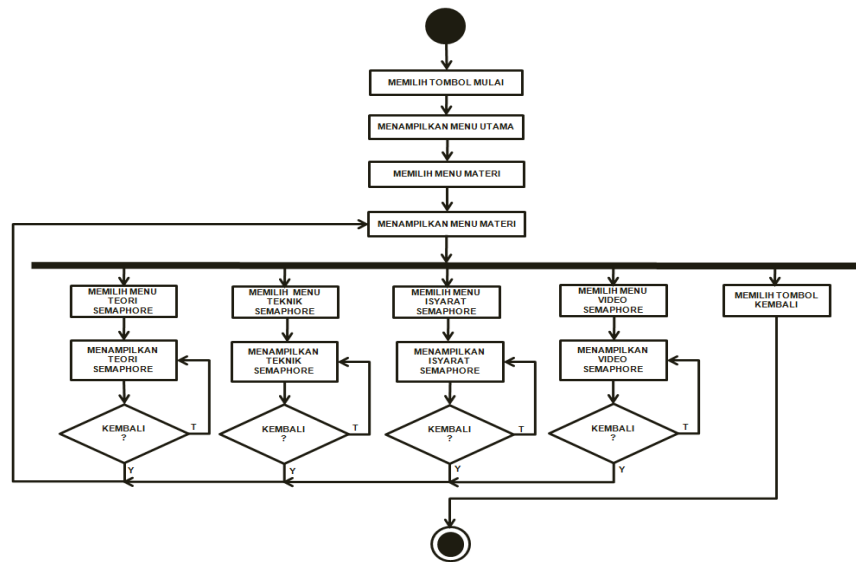 MEMILIH TOMBOL MULAI
MENAMPILKAN MENU UTAMA
MEMILIH MENU MATERI
MENAMPILKAN MENU MATERI
MEMILIH MENU
TEORI
SEMAPHORE
MEMILIH MENU
TEKNIK
SEMAPHORE
MEMILIH MENU
ISYARAT
SEMAPHORE
MEMILIH MENU
VIDEO
SEMAPHORE
MEMILIH TOMBOL
KEMBALI
MENAMPILKAN
TEORI
SEMAPHORE
MENAMPILKAN
TEKNIK
SEMAPHORE
MENAMPILKAN
ISYARAT
SEMAPHORE
MENAMPILKAN
VIDEO
SEMAPHORE
KEMBALI
?
T
KEMBALI
?
T
KEMBALI
?
T
KEMBALI
?
T
Y
Y
Y
Y